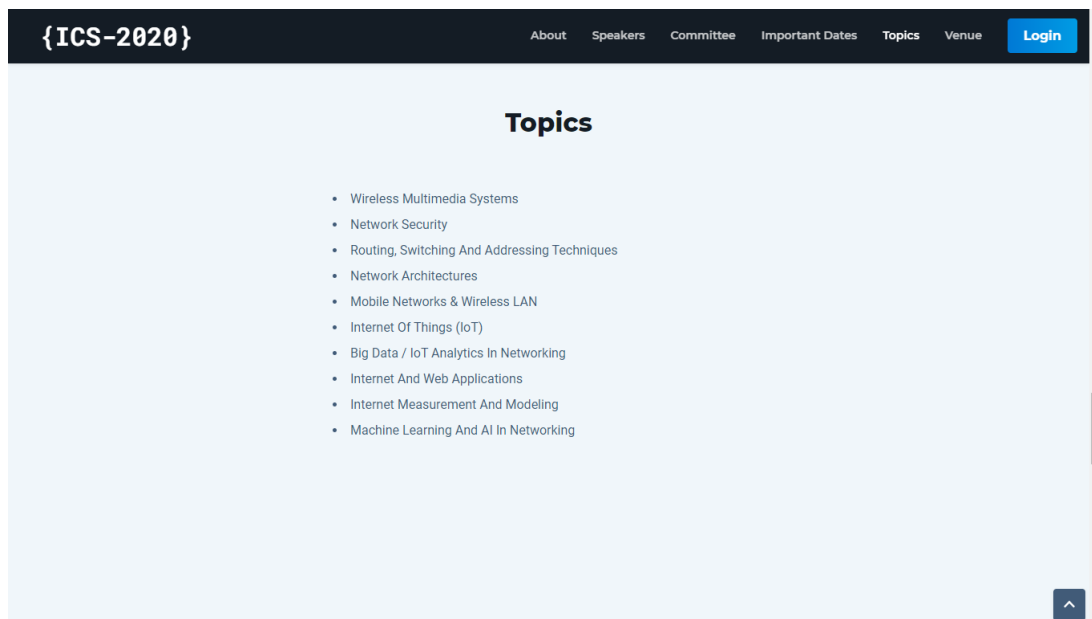 {ICS-2020} About Speakers Committee Important Dates Topics Venue Login
Topics
• Wireless Multimedia Systems
• Network Security
• Routing, Switching And Addressing Techniques
• Network Architectures
• Mobile Networks & Wireless LAN
• Internet Of Things (IoT)
• Big Data / IoT Analytics In Networking
• Internet And Web Applications
• Internet Measurement And Modeling
• Machine Learning And AI In Networking